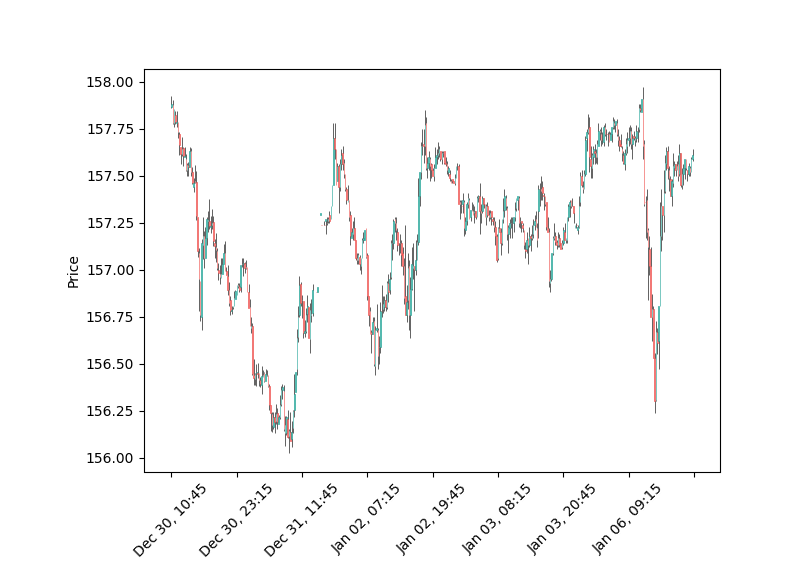 158.00
157.75
157.50
157.25
157.00
156.75
156.50
156.25
156.00
Price
Dec 30, 10:45
Dec 30, 23:15
Dec 31, 11:45
Jan 02, 07:15
Jan 02, 19:45
Jan 03, 08:15
Jan 03, 20:45
Jan 06, 09:15